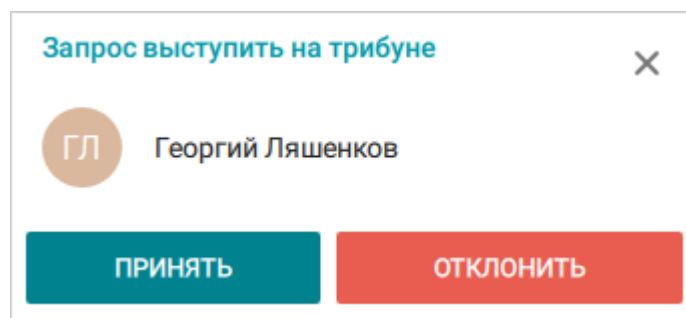 Запрос выступить на трибуне
ГЛ
Георгий Ляшенков
ПРИНЯТЬ
ОТКЛОНИТЬ